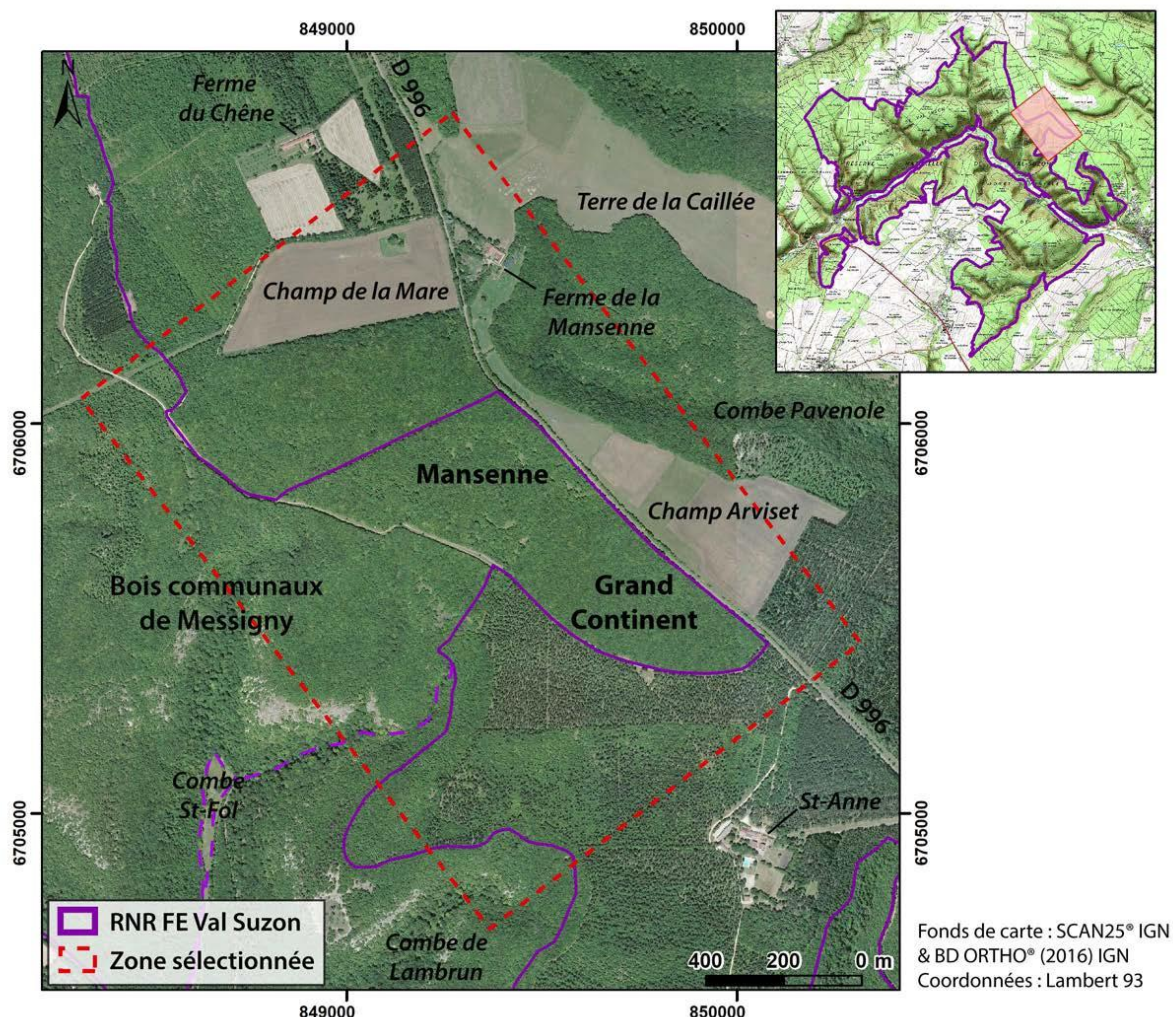 849000
850000
N
Ferme
du Chêne
D 996
Terre de la Caillée
Champ de la Mare
Ferme de la
Mansenne
6706000
6706000
Combe Pavenole
Mansenne
Champ Arviset
Bois communaux
de Messigny
Grand
Continent
D 996
Combe
St-Fol
St-Anne
6705000
6705000
RNR FE Val Suzon
Zone sélectionnée
Combe de
Lambrun
400 200 0 m
Fonds de carte : SCAN25® IGN
& BD ORTHO® (2016) IGN
Coordonnées : Lambert 93
849000
850000